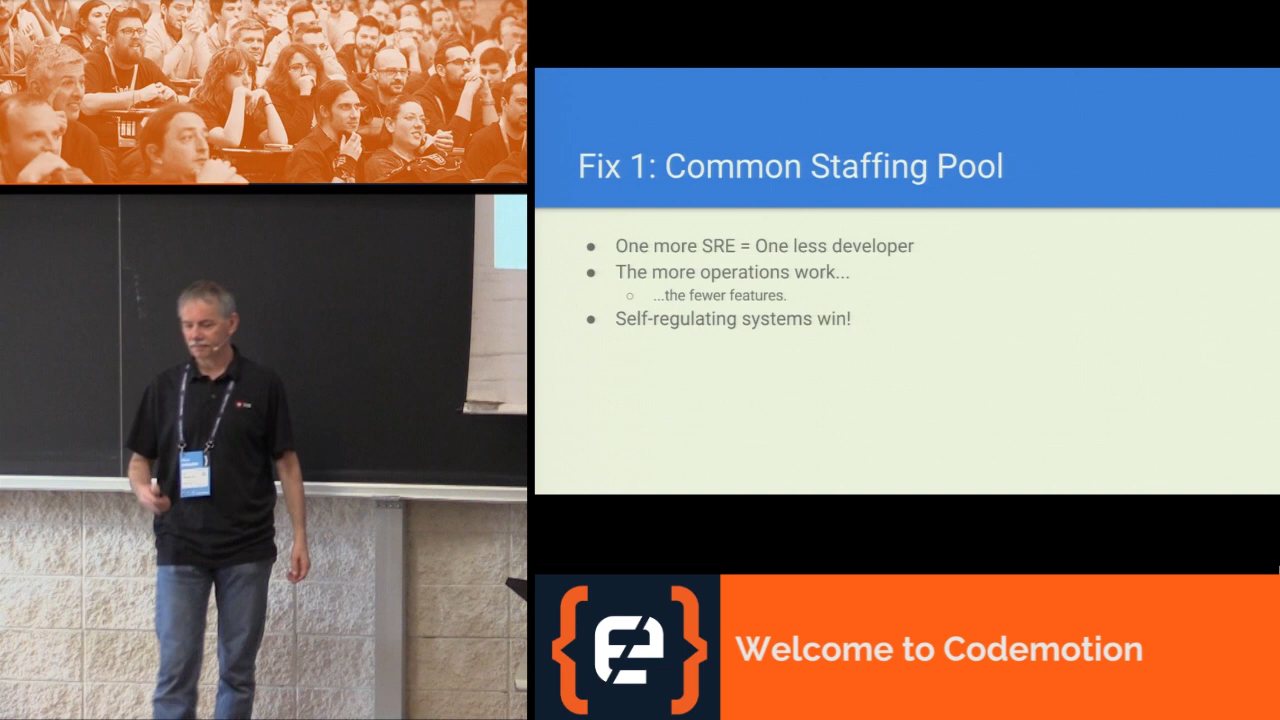 Fix 1: Common Staffing Pool
● One more SRE = One less developer
● The more operations work...
○ ...the fewer features.
● Self-regulating systems win!
Welcome to Codemotion